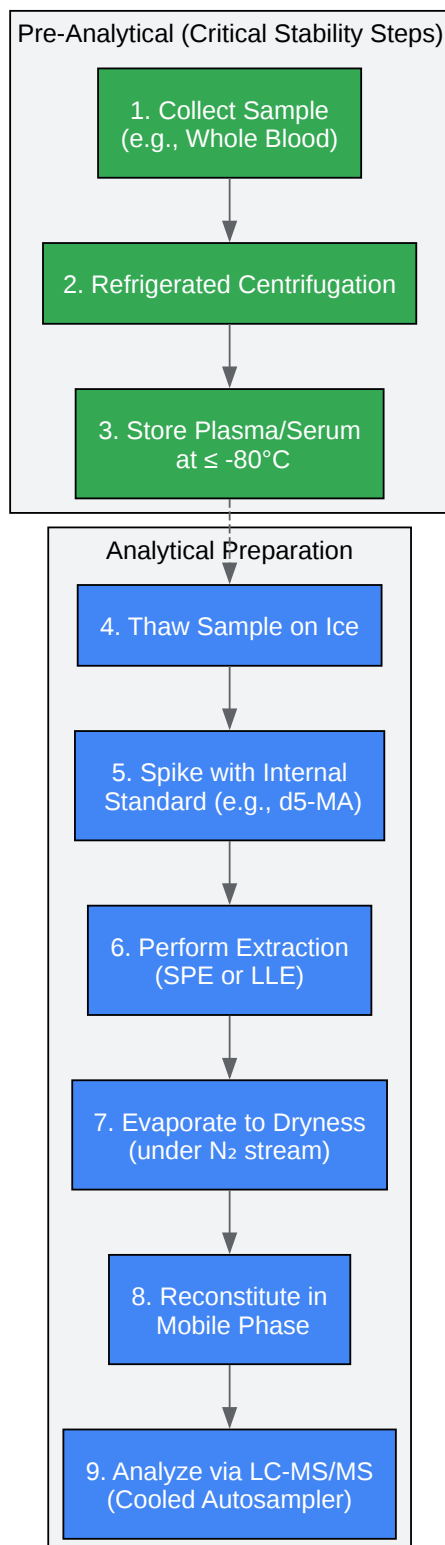 Pre-Analytical (Critical Stability Steps)
1. Collect Sample
(e.g., Whole Blood)
2. Refrigerated Centrifugation
3. Store Plasma/Serum
at ≤ -80°C
Analytical Preparation
4. Thaw Sample on Ice
5. Spike with Internal
Standard (e.g., d5-MA)
6. Perform Extraction
(SPE or LLE)
7. Evaporate to Dryness
(under N₂ stream)
8. Reconstitute in
Mobile Phase
9. Analyze via LC-MS/MS
(Cooled Autosampler)